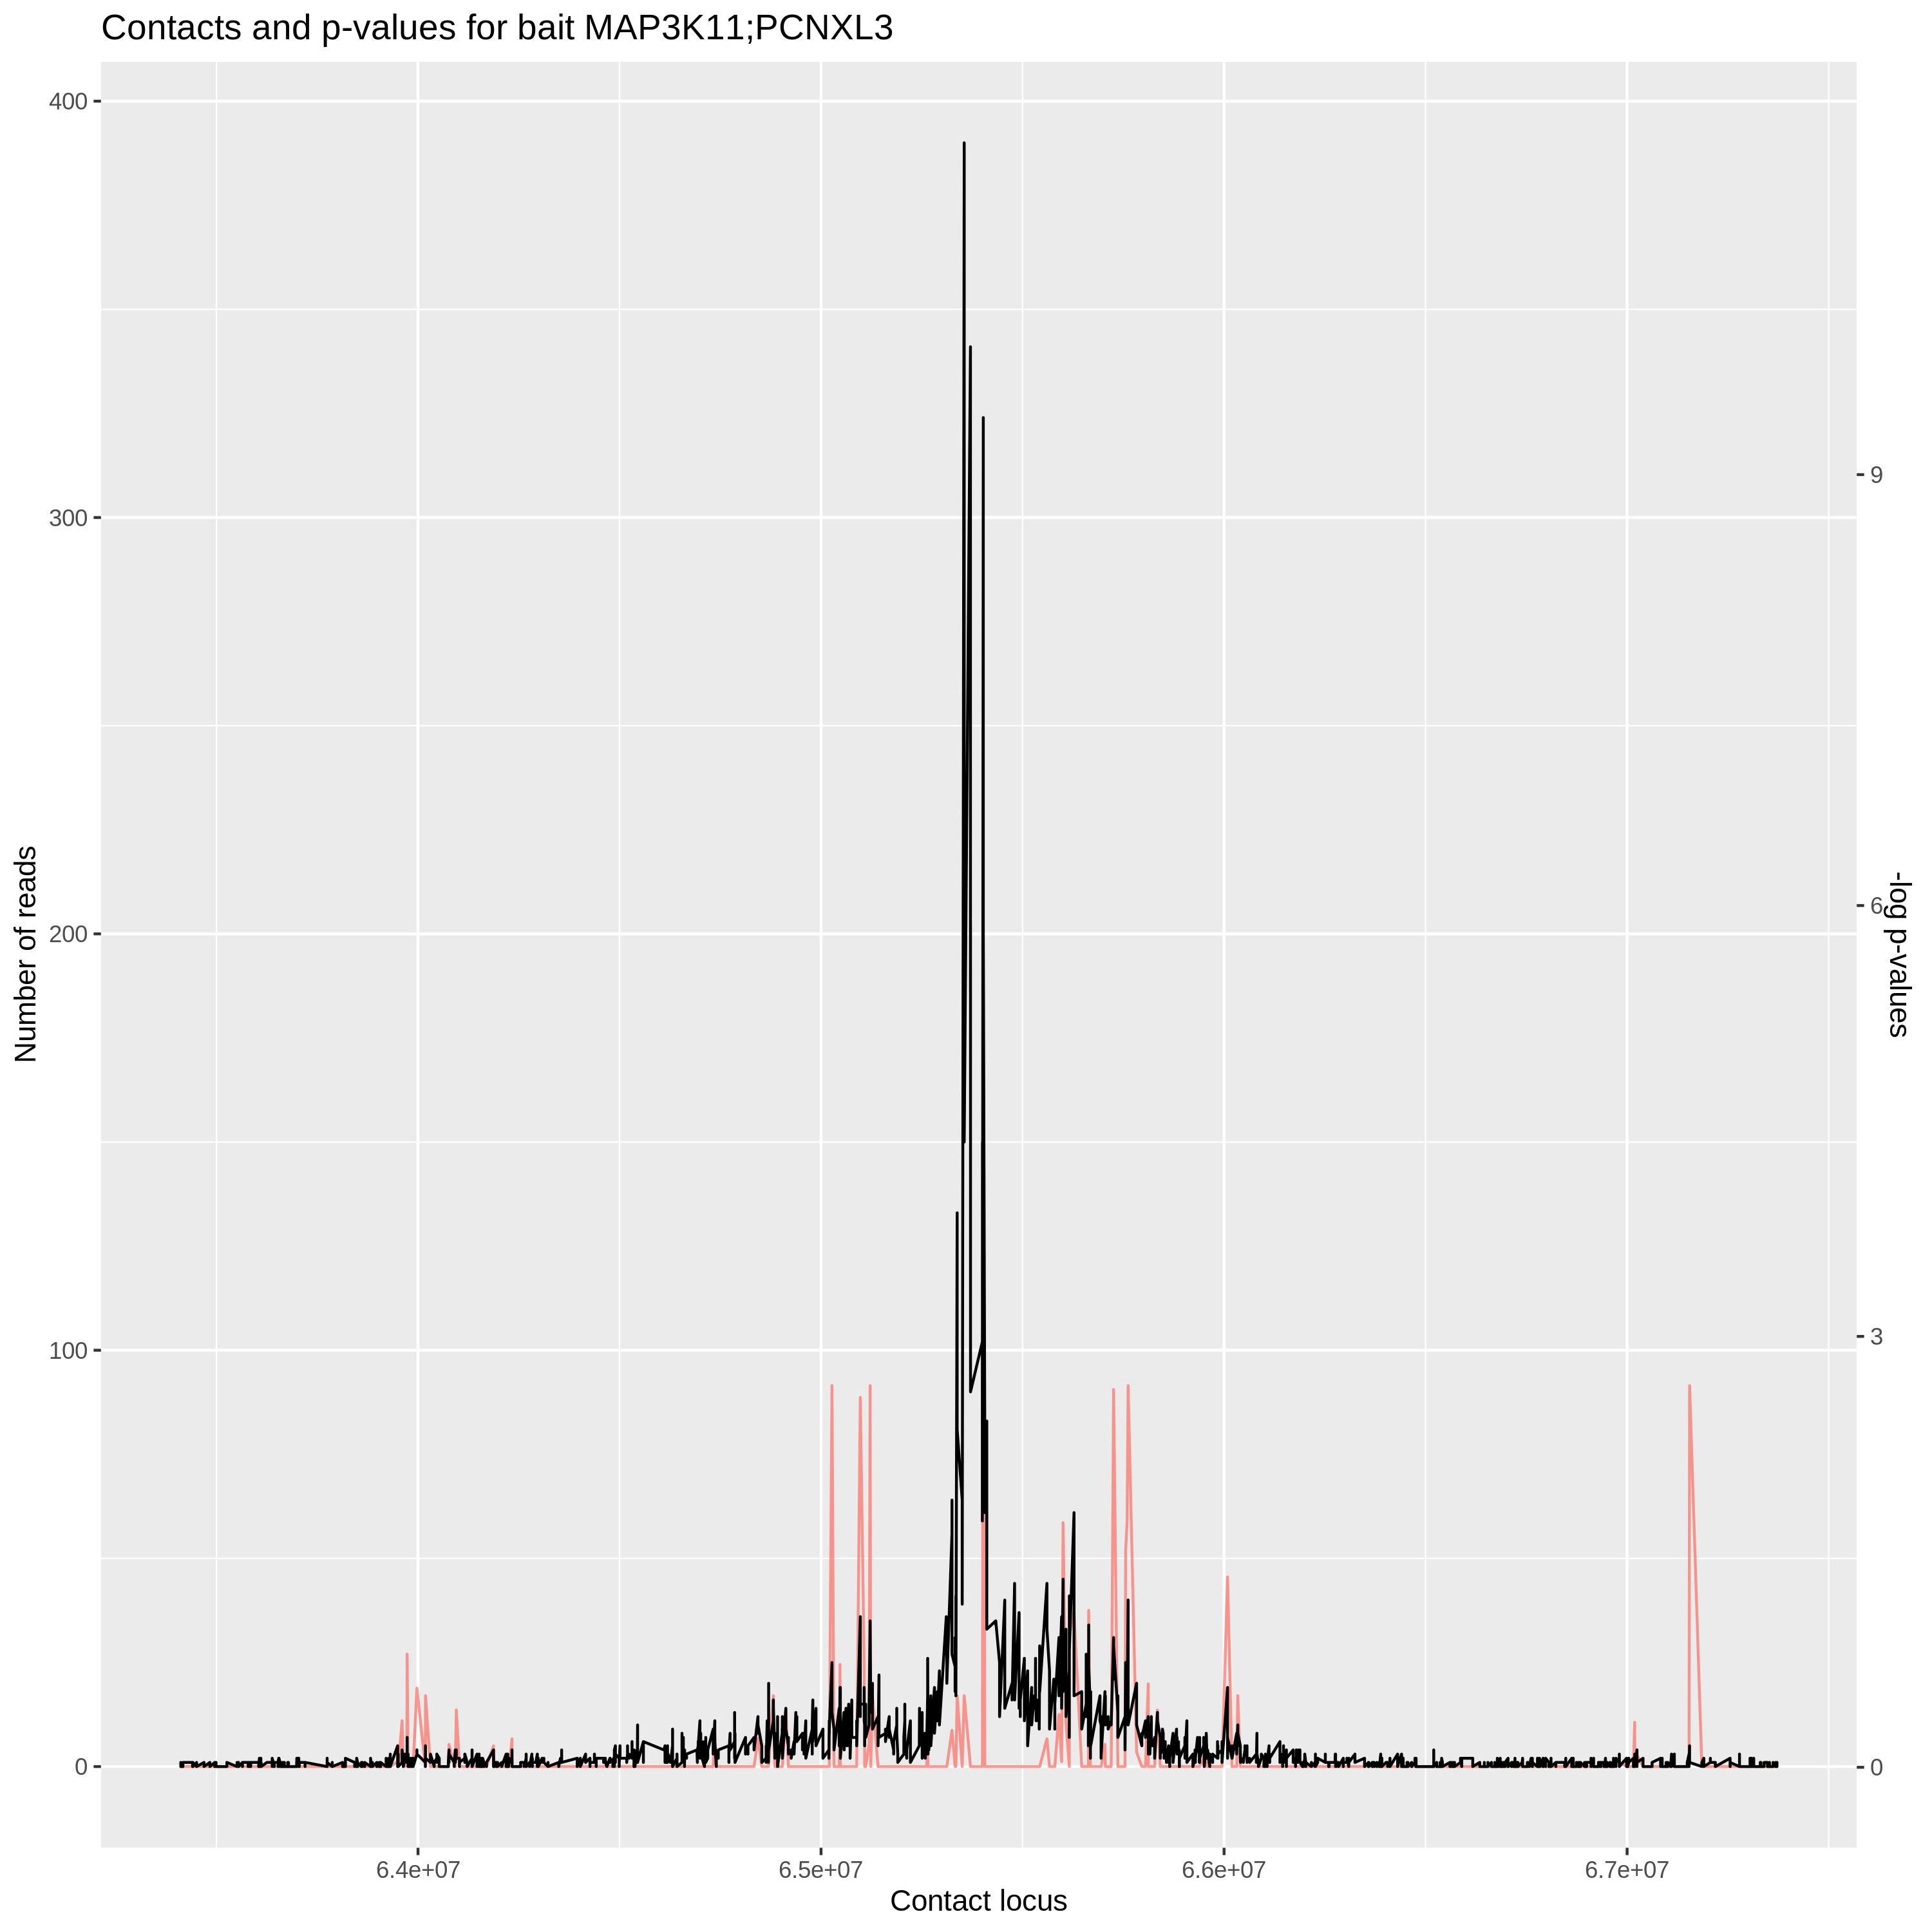 Contacts and p-values for bait MAP3K11;PCNXL3
400
300
200
100
0
Number of reads
9
6
3
0
-log p-values
6.4e+07 6.5e+07 6.6e+07 6.7e+07
Contact locus